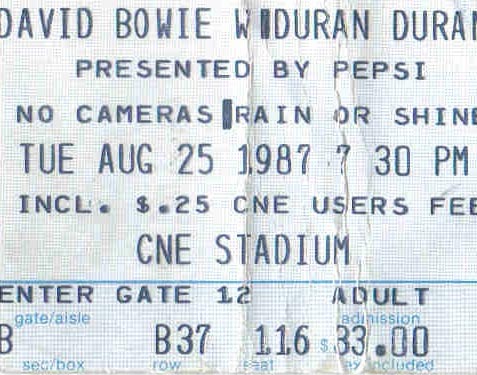 DAVID BOWIE W DURAN DURAN
PRESENTED BY PEPSI
NO CAMERAS RAIN OR SHINE
TUE AUG 25 1987 7 30 PM
INCL. $.25 CNE USERS FEE
CNE STADIUM
ENTER GATE 12 ADULT
gate/aisle admission
B B37 116 $33.00
sec/box row seat included